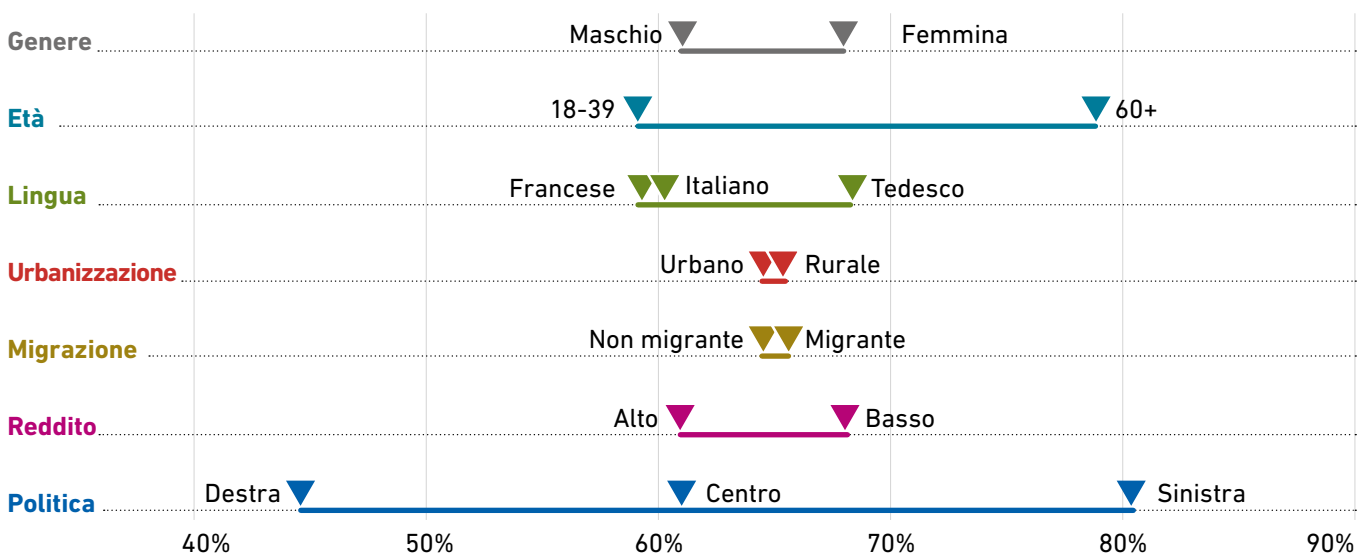 Genere Maschio Femmina
Età 18-39 60+
Lingua Francese Italiano Tedesco
Urbanizzazione Urbano Rurale
Migrazione Non migrante Migrante
Reddito Alto Basso
Politica Destra Centro Sinistra
40% 50% 60% 70% 80% 90%